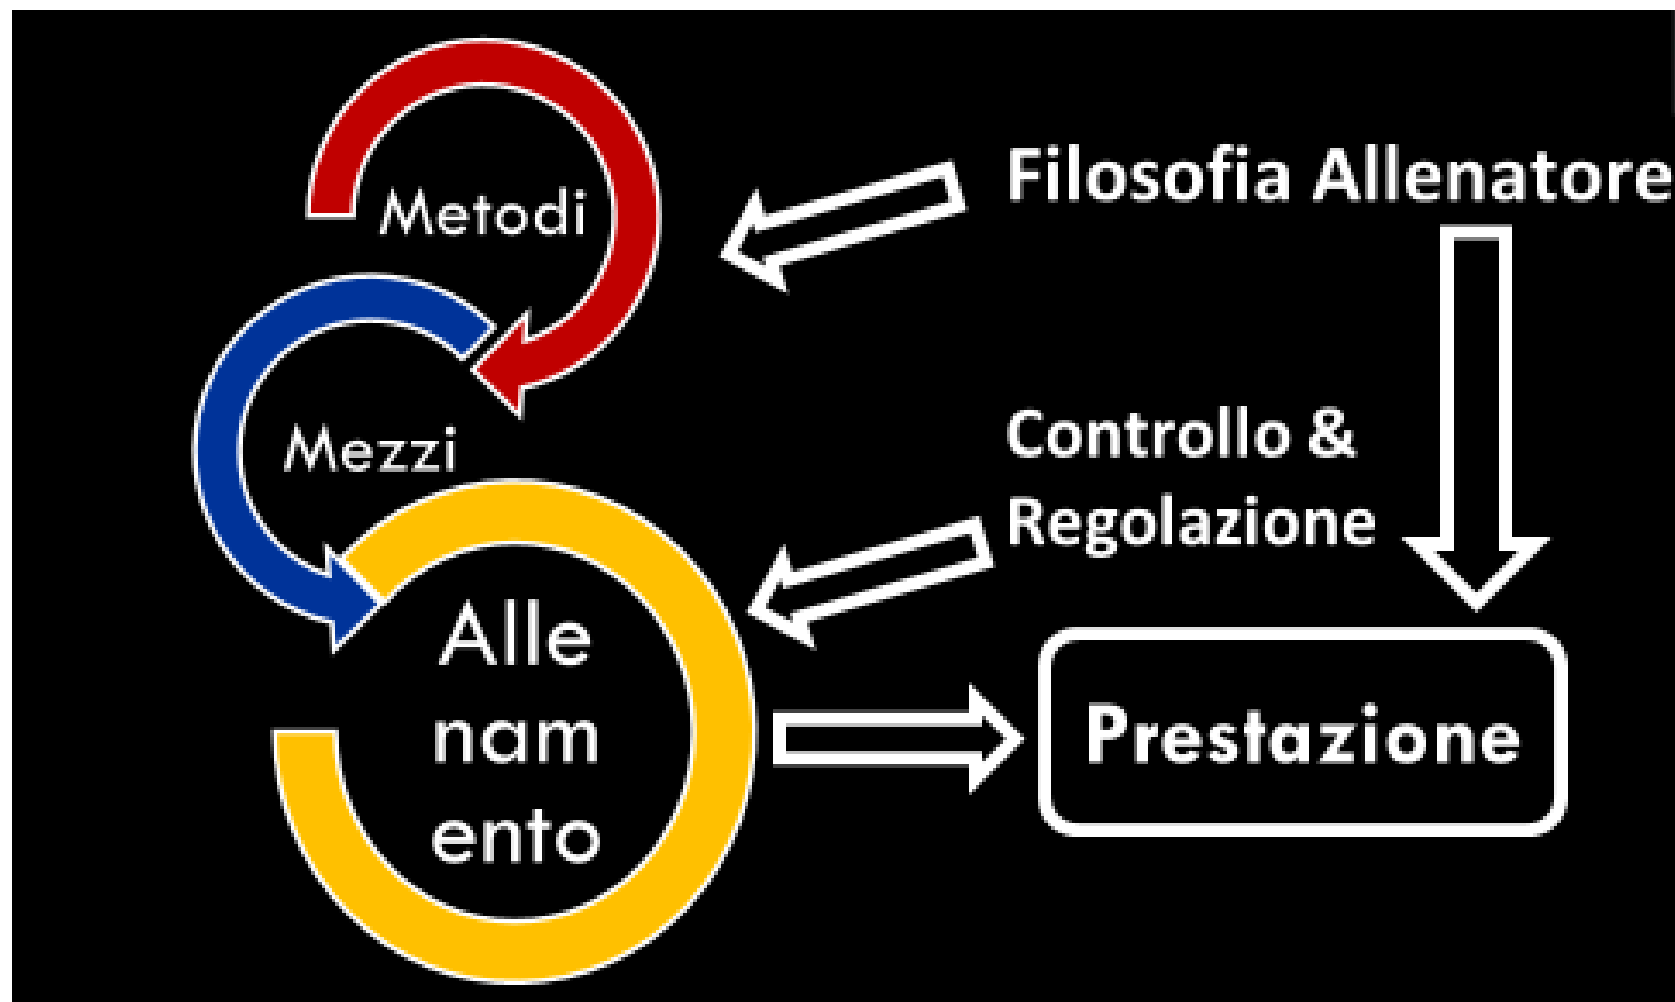 Metodi
Filosofia Allenatore
Mezzi
Controllo &
Regolazione
Alle
nam
ento
Prestazione